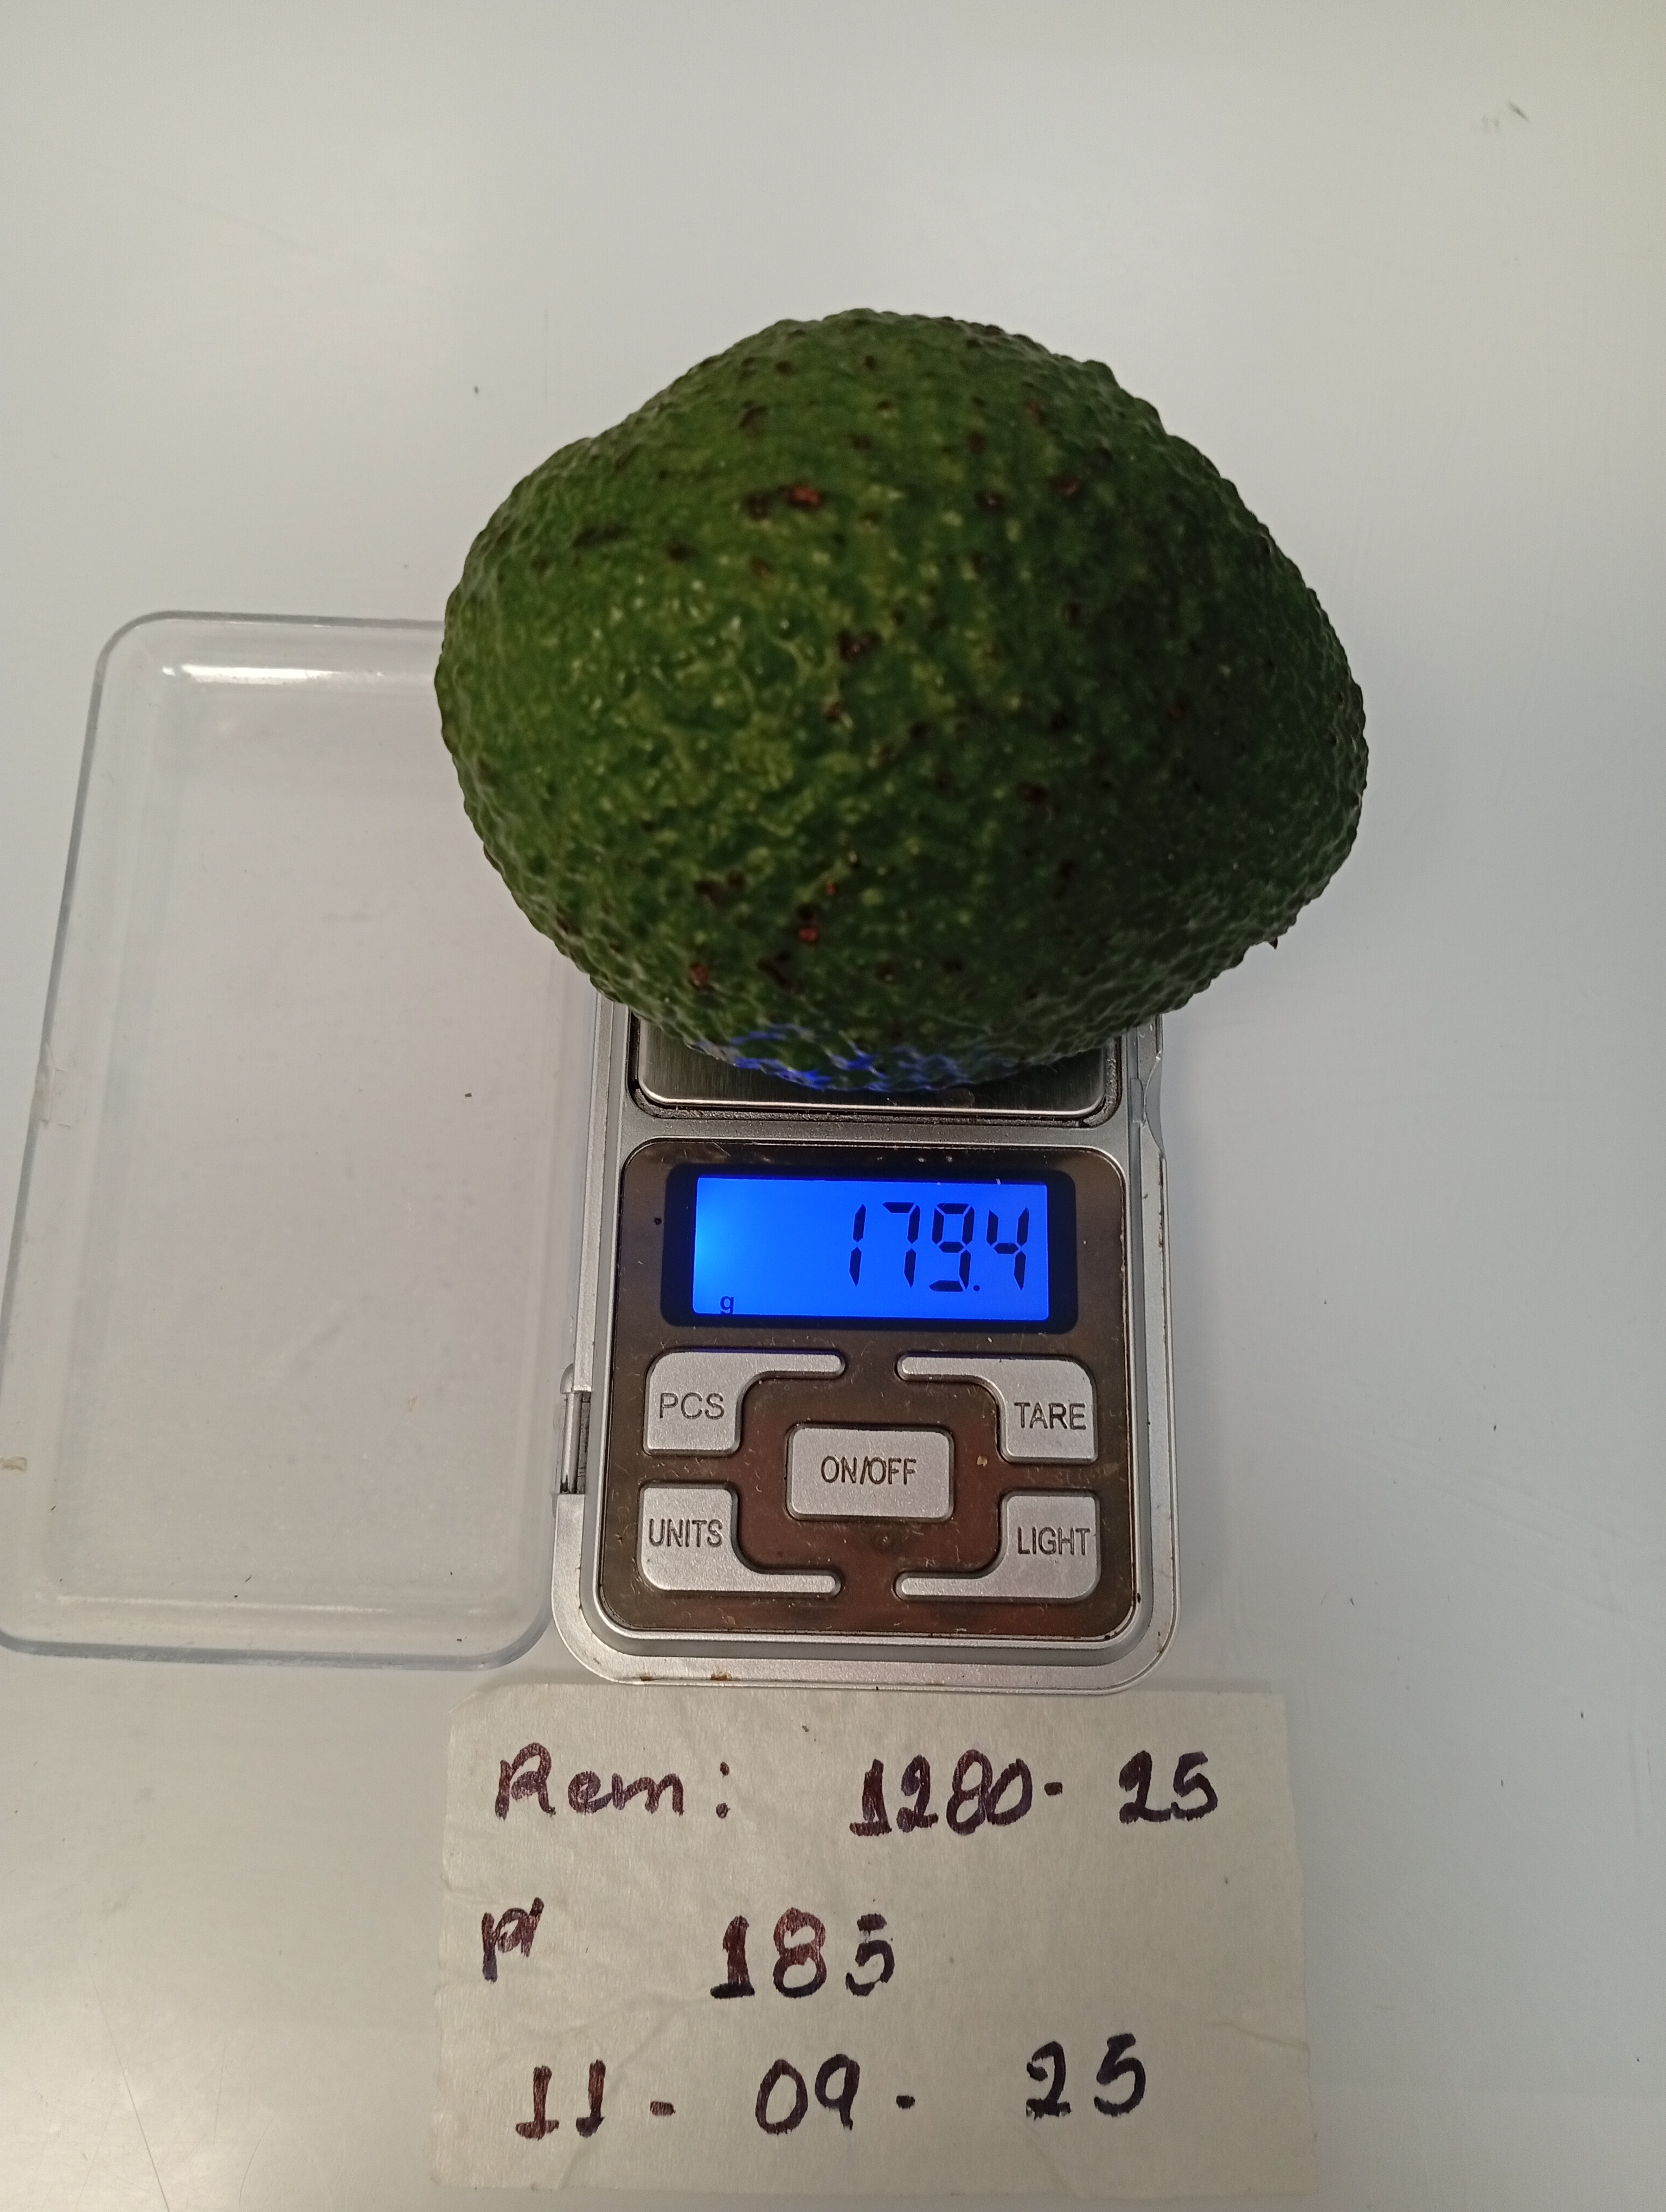 179.4
g
PCS
TARE
ON/OFF
UNITS
LIGHT
Rem: 1280- 25
185
11- 09- 25